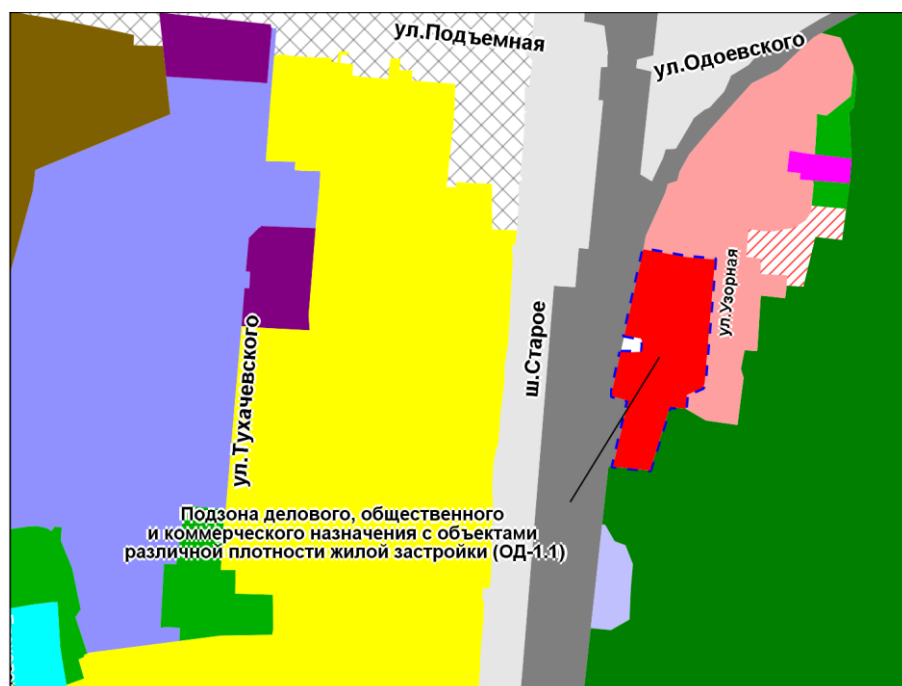 ул.Подъемная
ул.Одоевского
ул.Узорная
ш.Старое
ул.Тухачевского
Подзона делового, общественного
и коммерческого назначения с объектами
различной плотности жилой застройки (ОД-1.1)